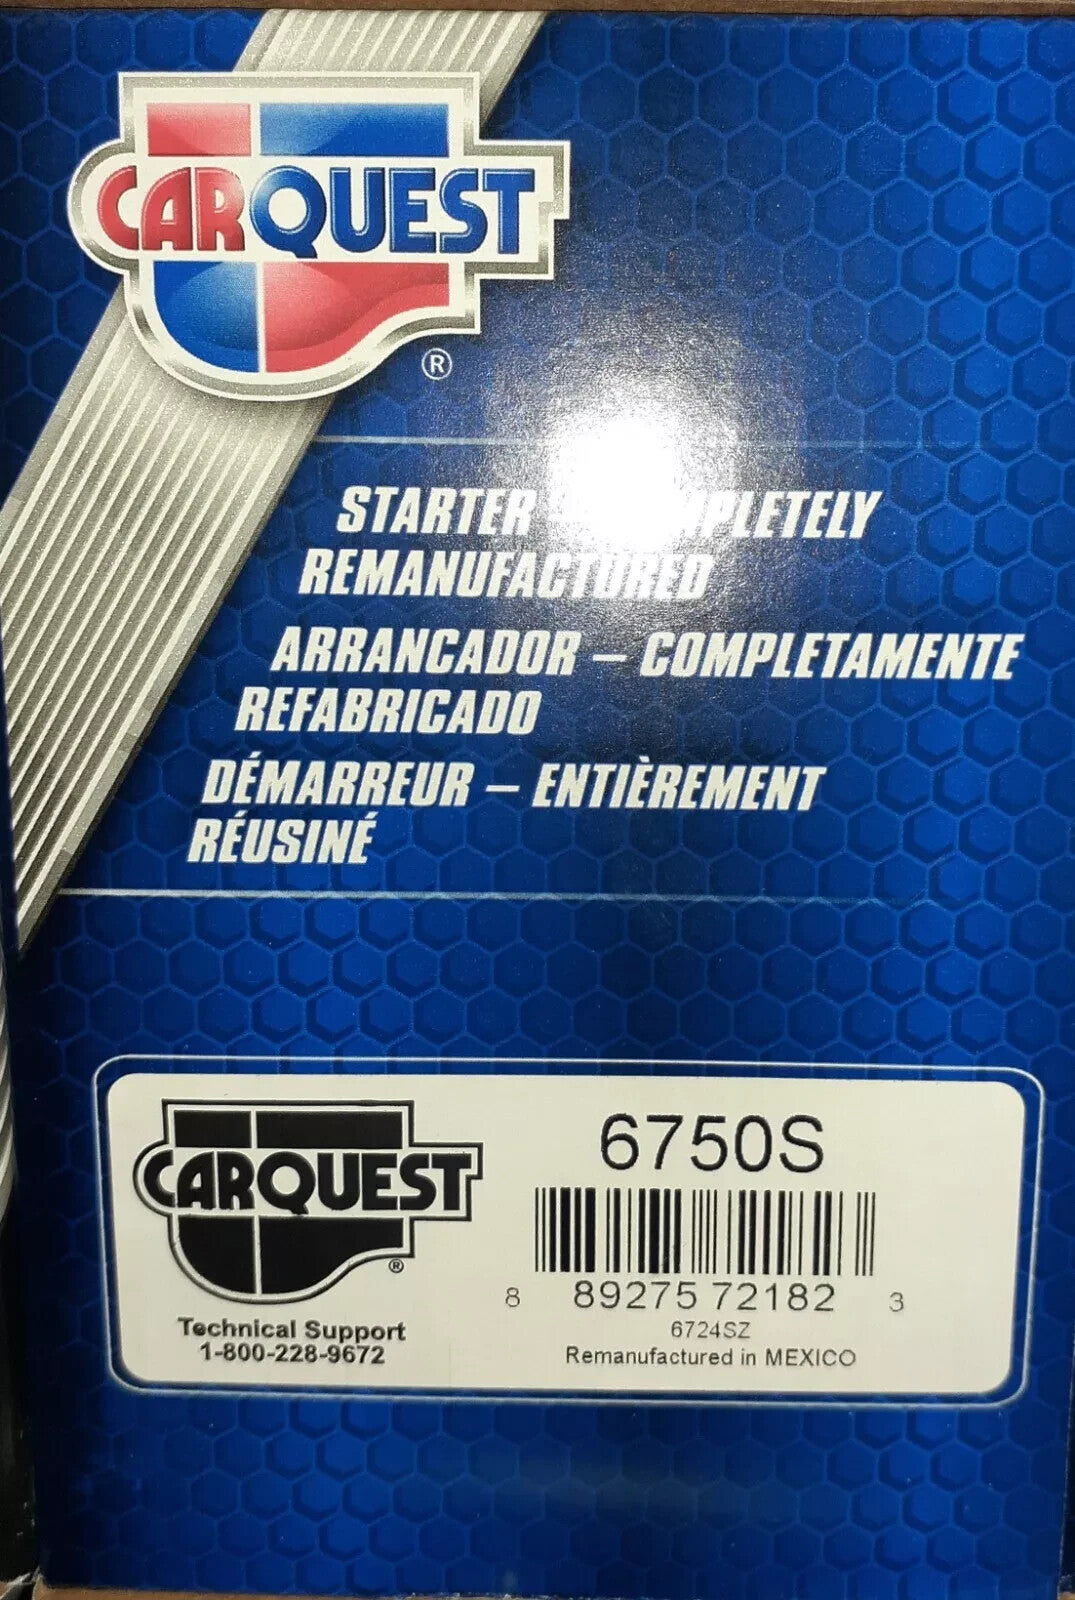 CARQUEST
®
STARTER COMPLETELY
REMANUFACTURED
ARRANCADOR – COMPLETAMENTE
REFABRICADO
DÉMARREUR – ENTIÈREMENT
RÉUSINÉ
CARQUEST
®
Technical Support
1-800-228-9672
6750S
8 89275 72182 3
6724SZ
Remanufactured in MEXICO